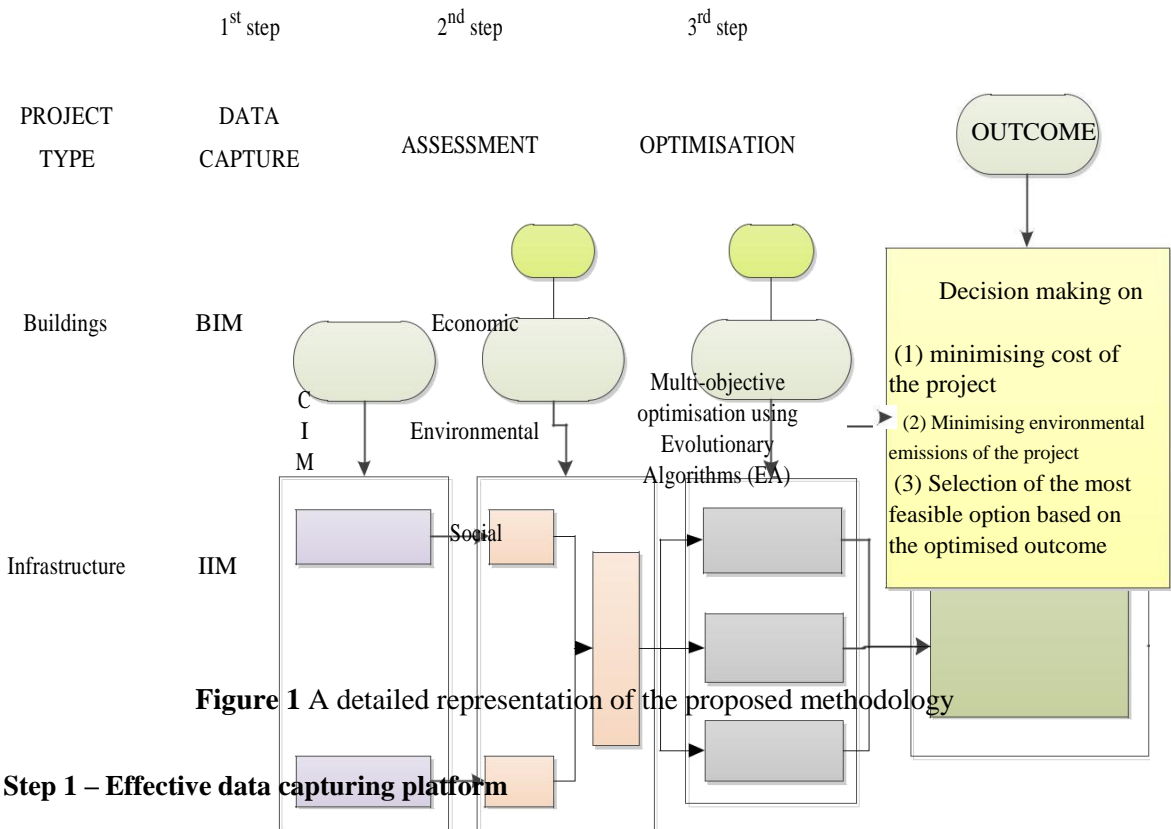 1st step 2nd step 3rd step
PROJECT TYPE
DATA CAPTURE
ASSESSMENT
OPTIMISATION
OUTCOME
Buildings
BIM
Infrastructure
IIM
C
I
M
Economic
Environmental
Social
Multi-objective
optimisation using
Evolutionary
Algorithms (EA)
Decision making on
(1) minimising cost of
the project
(2) Minimising environmental
emissions of the project
(3) Selection of the most
feasible option based on
the optimised outcome
Figure 1 A detailed representation of the proposed methodology
Step 1 – Effective data capturing platform